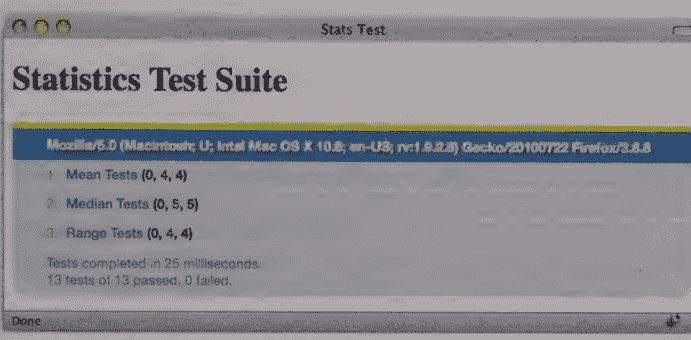 Stats Test
Statistics Test Suite
Mozilla/5.0 (Macintosh; U; Intel Mac OS X 10.6; en-US; rv:1.9.2.8) Gecko/20100722 Firefox/3.6.8
1. Mean Tests (0, 4, 4)
2. Median Tests (0, 5, 5)
3. Range Tests (0, 4, 4)
Tests completed in 25 milliseconds.
13 tests of 13 passed, 0 failed.
Done